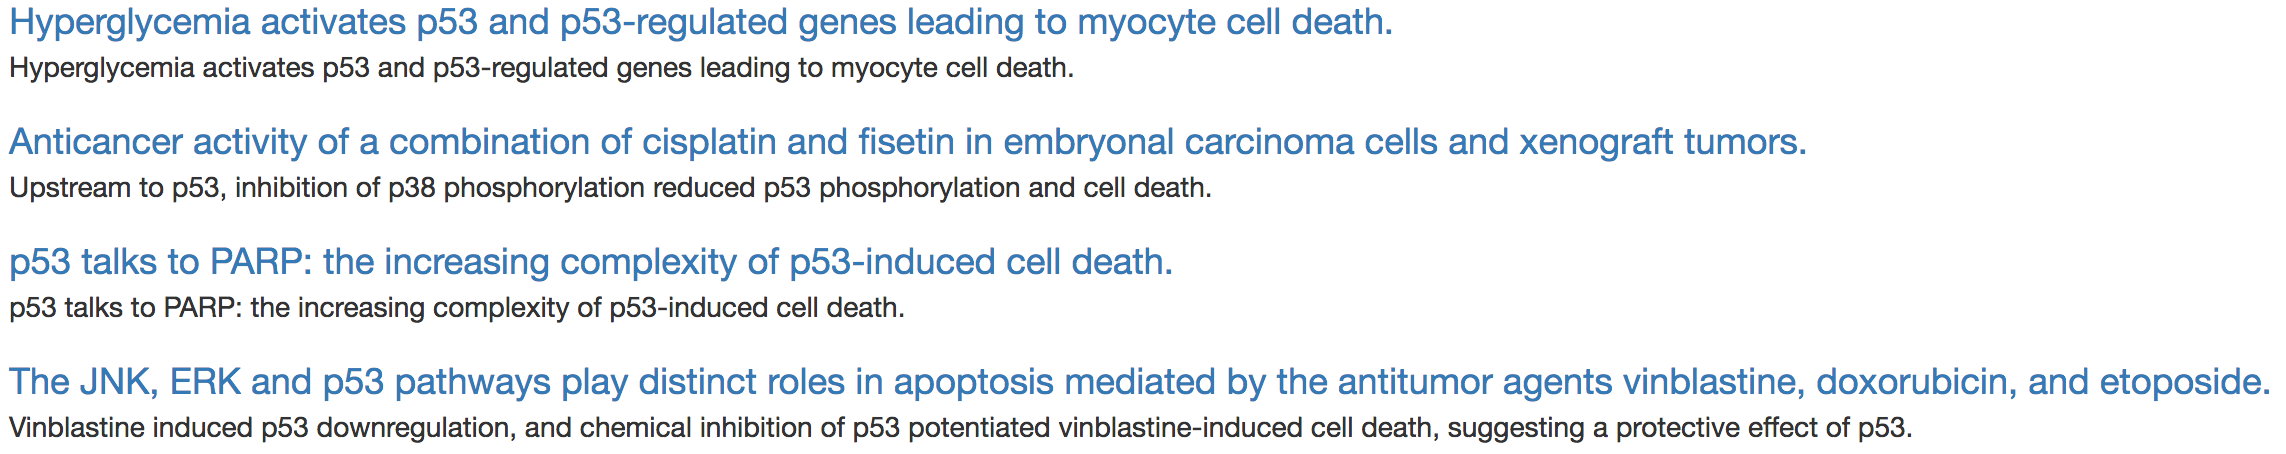 Hyperglycemia activates p53 and p53-regulated genes leading to myocyte cell death.
Hyperglycemia activates p53 and p53-regulated genes leading to myocyte cell death.
Anticancer activity of a combination of cisplatin and fisetin in embryonal carcinoma cells and xenograft tumors.
Upstream to p53, inhibition of p38 phosphorylation reduced p53 phosphorylation and cell death.
p53 talks to PARP: the increasing complexity of p53-induced cell death.
p53 talks to PARP: the increasing complexity of p53-induced cell death.
The JNK, ERK and p53 pathways play distinct roles in apoptosis mediated by the antitumor agents vinblastine, doxorubicin, and etoposide.
Vinblastine induced p53 downregulation, and chemical inhibition of p53 potentiated vinblastine-induced cell death, suggesting a protective effect of p53.